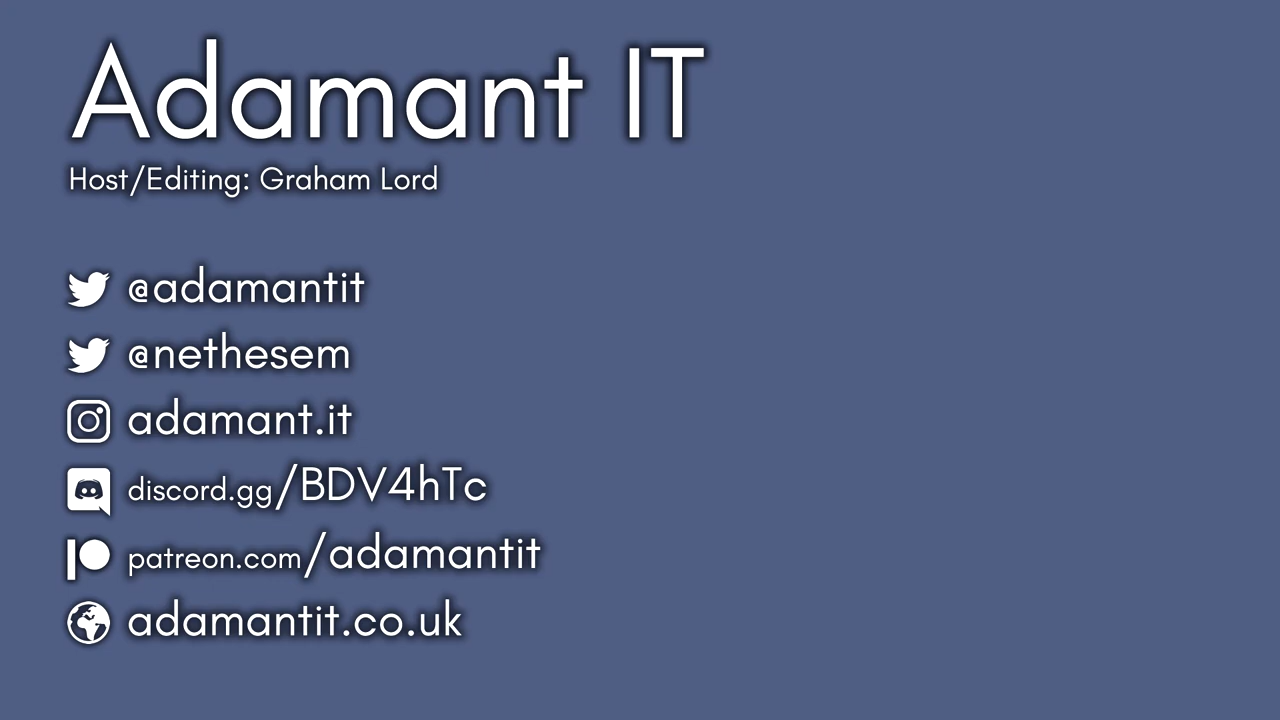 Adamant IT
Host/Editing: Graham Lord
@adamantit
@nethesem
adamant.it
discord.gg/BDV4hTc
patreon.com/adamantit
adamantit.co.uk